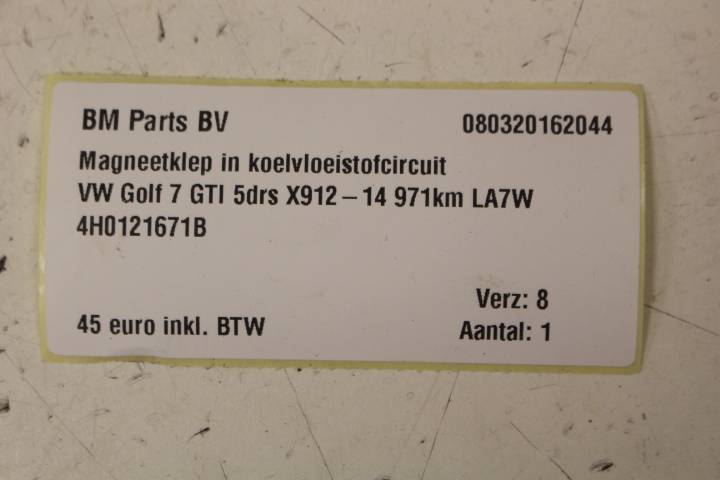 BM Parts BV 080320162044
Magneetklep in koelvloeistofcircuit
VW Golf 7 GTI 5drs X912 – 14 971km LA7W
4H0121671B
Verz: 8
45 euro inkl. BTW Aantal: 1